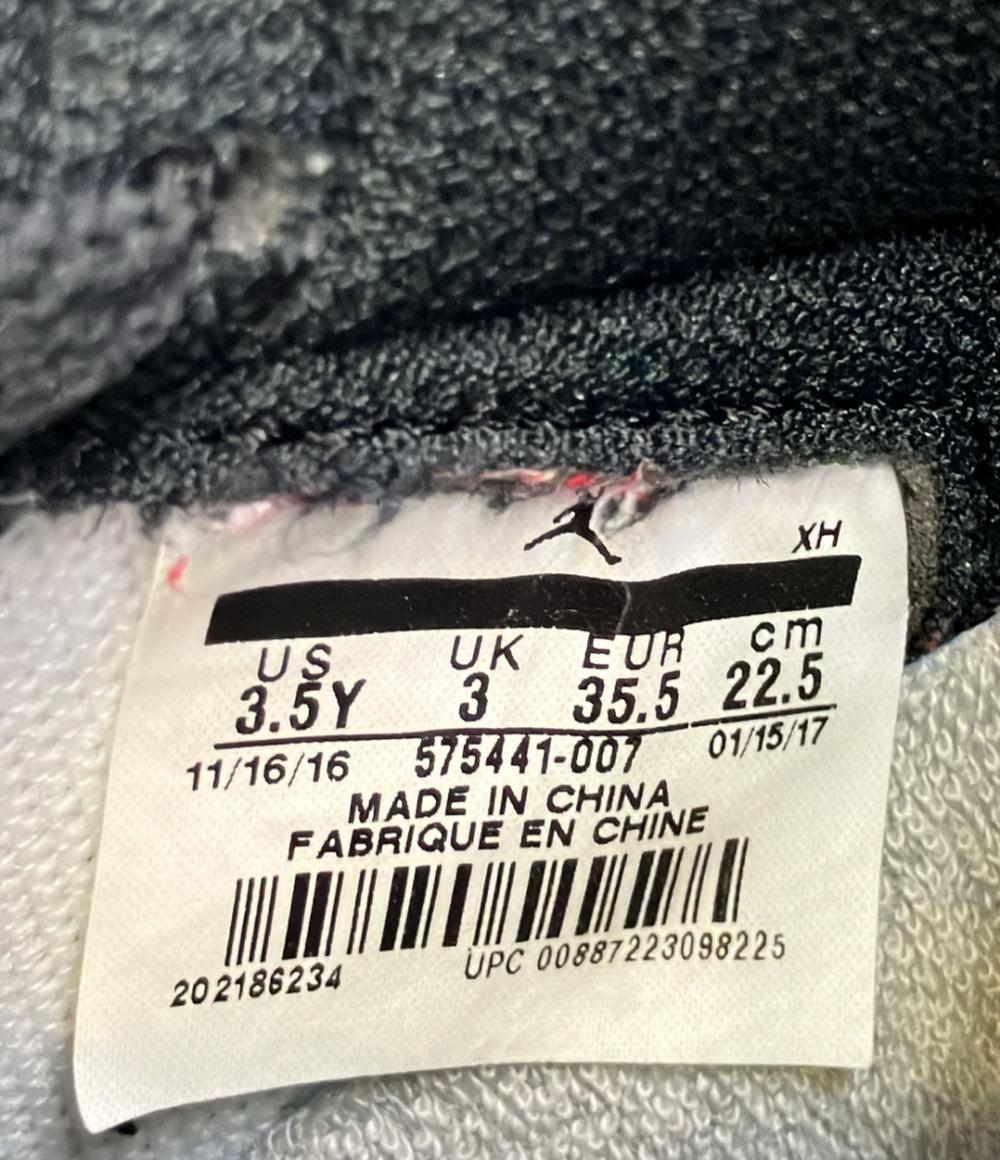 XH
US UK EUR cm
3.5Y 3 35.5 22.5
11/16/16 575441-007 01/15/17
MADE IN CHINA
FABRIQUE EN CHINE
202186234 UPC 00887223098225